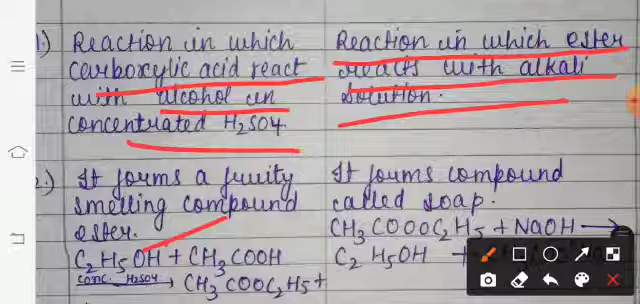 1.) Reaction in which
carboxylic acid react
with alcohol in
concentrated H2SO4.
2.) It forms a fruity
smelling compound
ester.
C2H5OH + CH3COOH
conc. H2SO4 → CH3COOC2H5 +
Reaction in which ester
reacts with alkali
solution.
It forms compound
called soap.
CH3COOOC2H5 + NaOH →
C2H5OH +